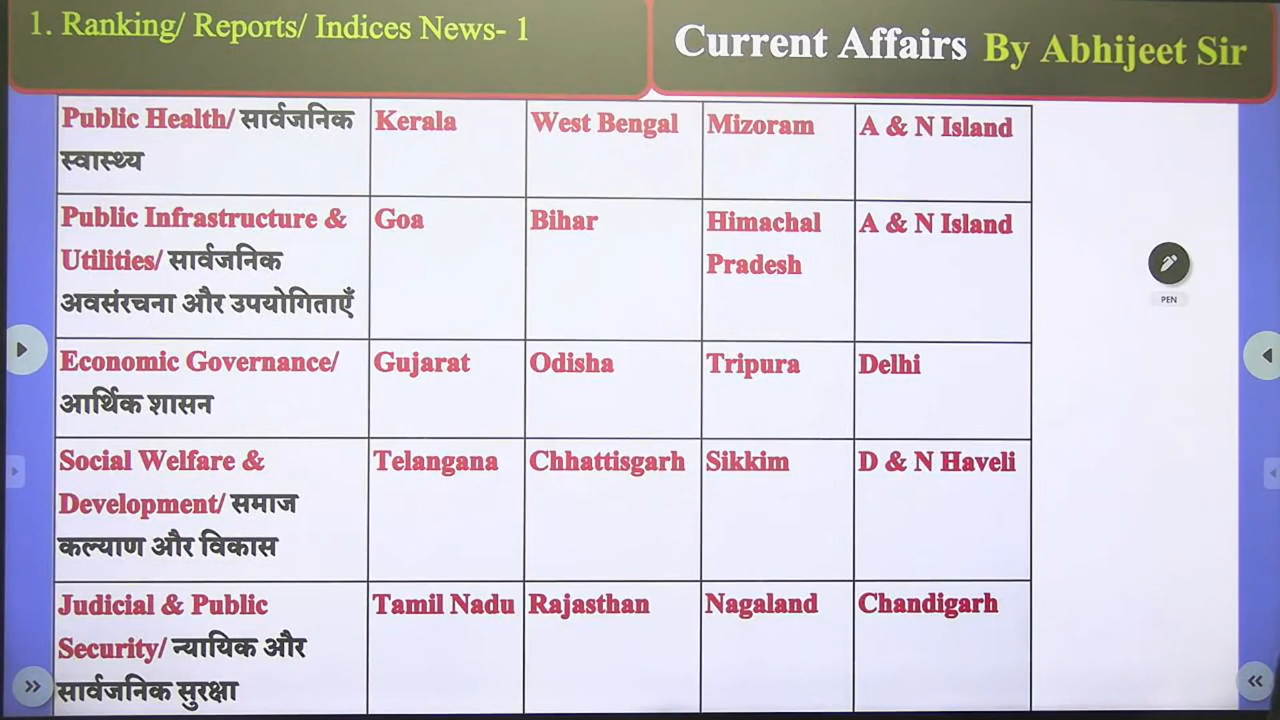 1. Ranking/ Reports/ Indices News- 1
Current Affairs By Abhijeet Sir
Public Health/ सार्वजनिक Kerala West Bengal Mizoram A & N Island
स्वास्थ्य
Public Infrastructure & Goa Bihar Himachal A & N Island
Utilities/ सार्वजनिक Pradesh
अवसंरचना और उपयोगिताएँ
PEN
Economic Governance/ Gujarat Odisha Tripura Delhi
आर्थिक शासन
Social Welfare & Telangana Chhattisgarh Sikkim D & N Haveli
Development/ समाज
कल्याण और विकास
Judicial & Public Tamil Nadu Rajasthan Nagaland Chandigarh
Security/ न्यायिक और
सार्वजनिक सुरक्षा